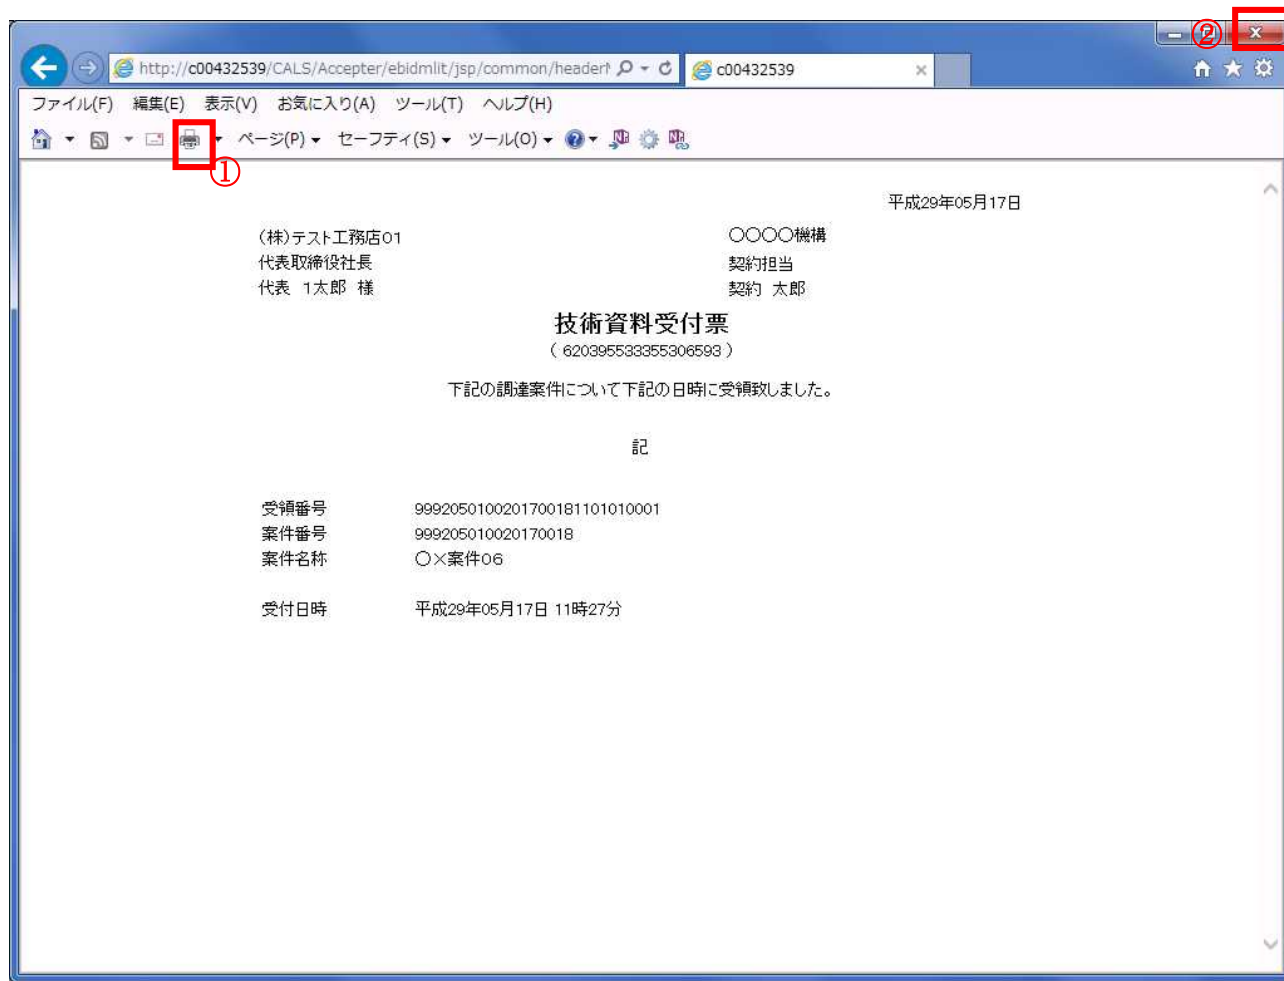 ②
http://c00432539/CALS/Accepter/ebidmlit/jsp/common/header
c00432539
ファイル(F) 編集(E) 表示(V) お気に入り(A) ツール(T) ヘルプ(H)
ページ(P) セーフティ(S) ツール(O)
①
平成29年05月17日
(株)テスト工務店01
代表取締役社長
代表 1太郎 様
〇〇〇〇機構
契約担当
契約 太郎
技術資料受付票
( 620395533355306593 )
下記の調達案件について下記の日時に受領致しました。
記
受領番号 9992050100201700181101010001
案件番号 999205010020170018
案件名称 〇×案件06
受付日時 平成29年05月17日 11時27分